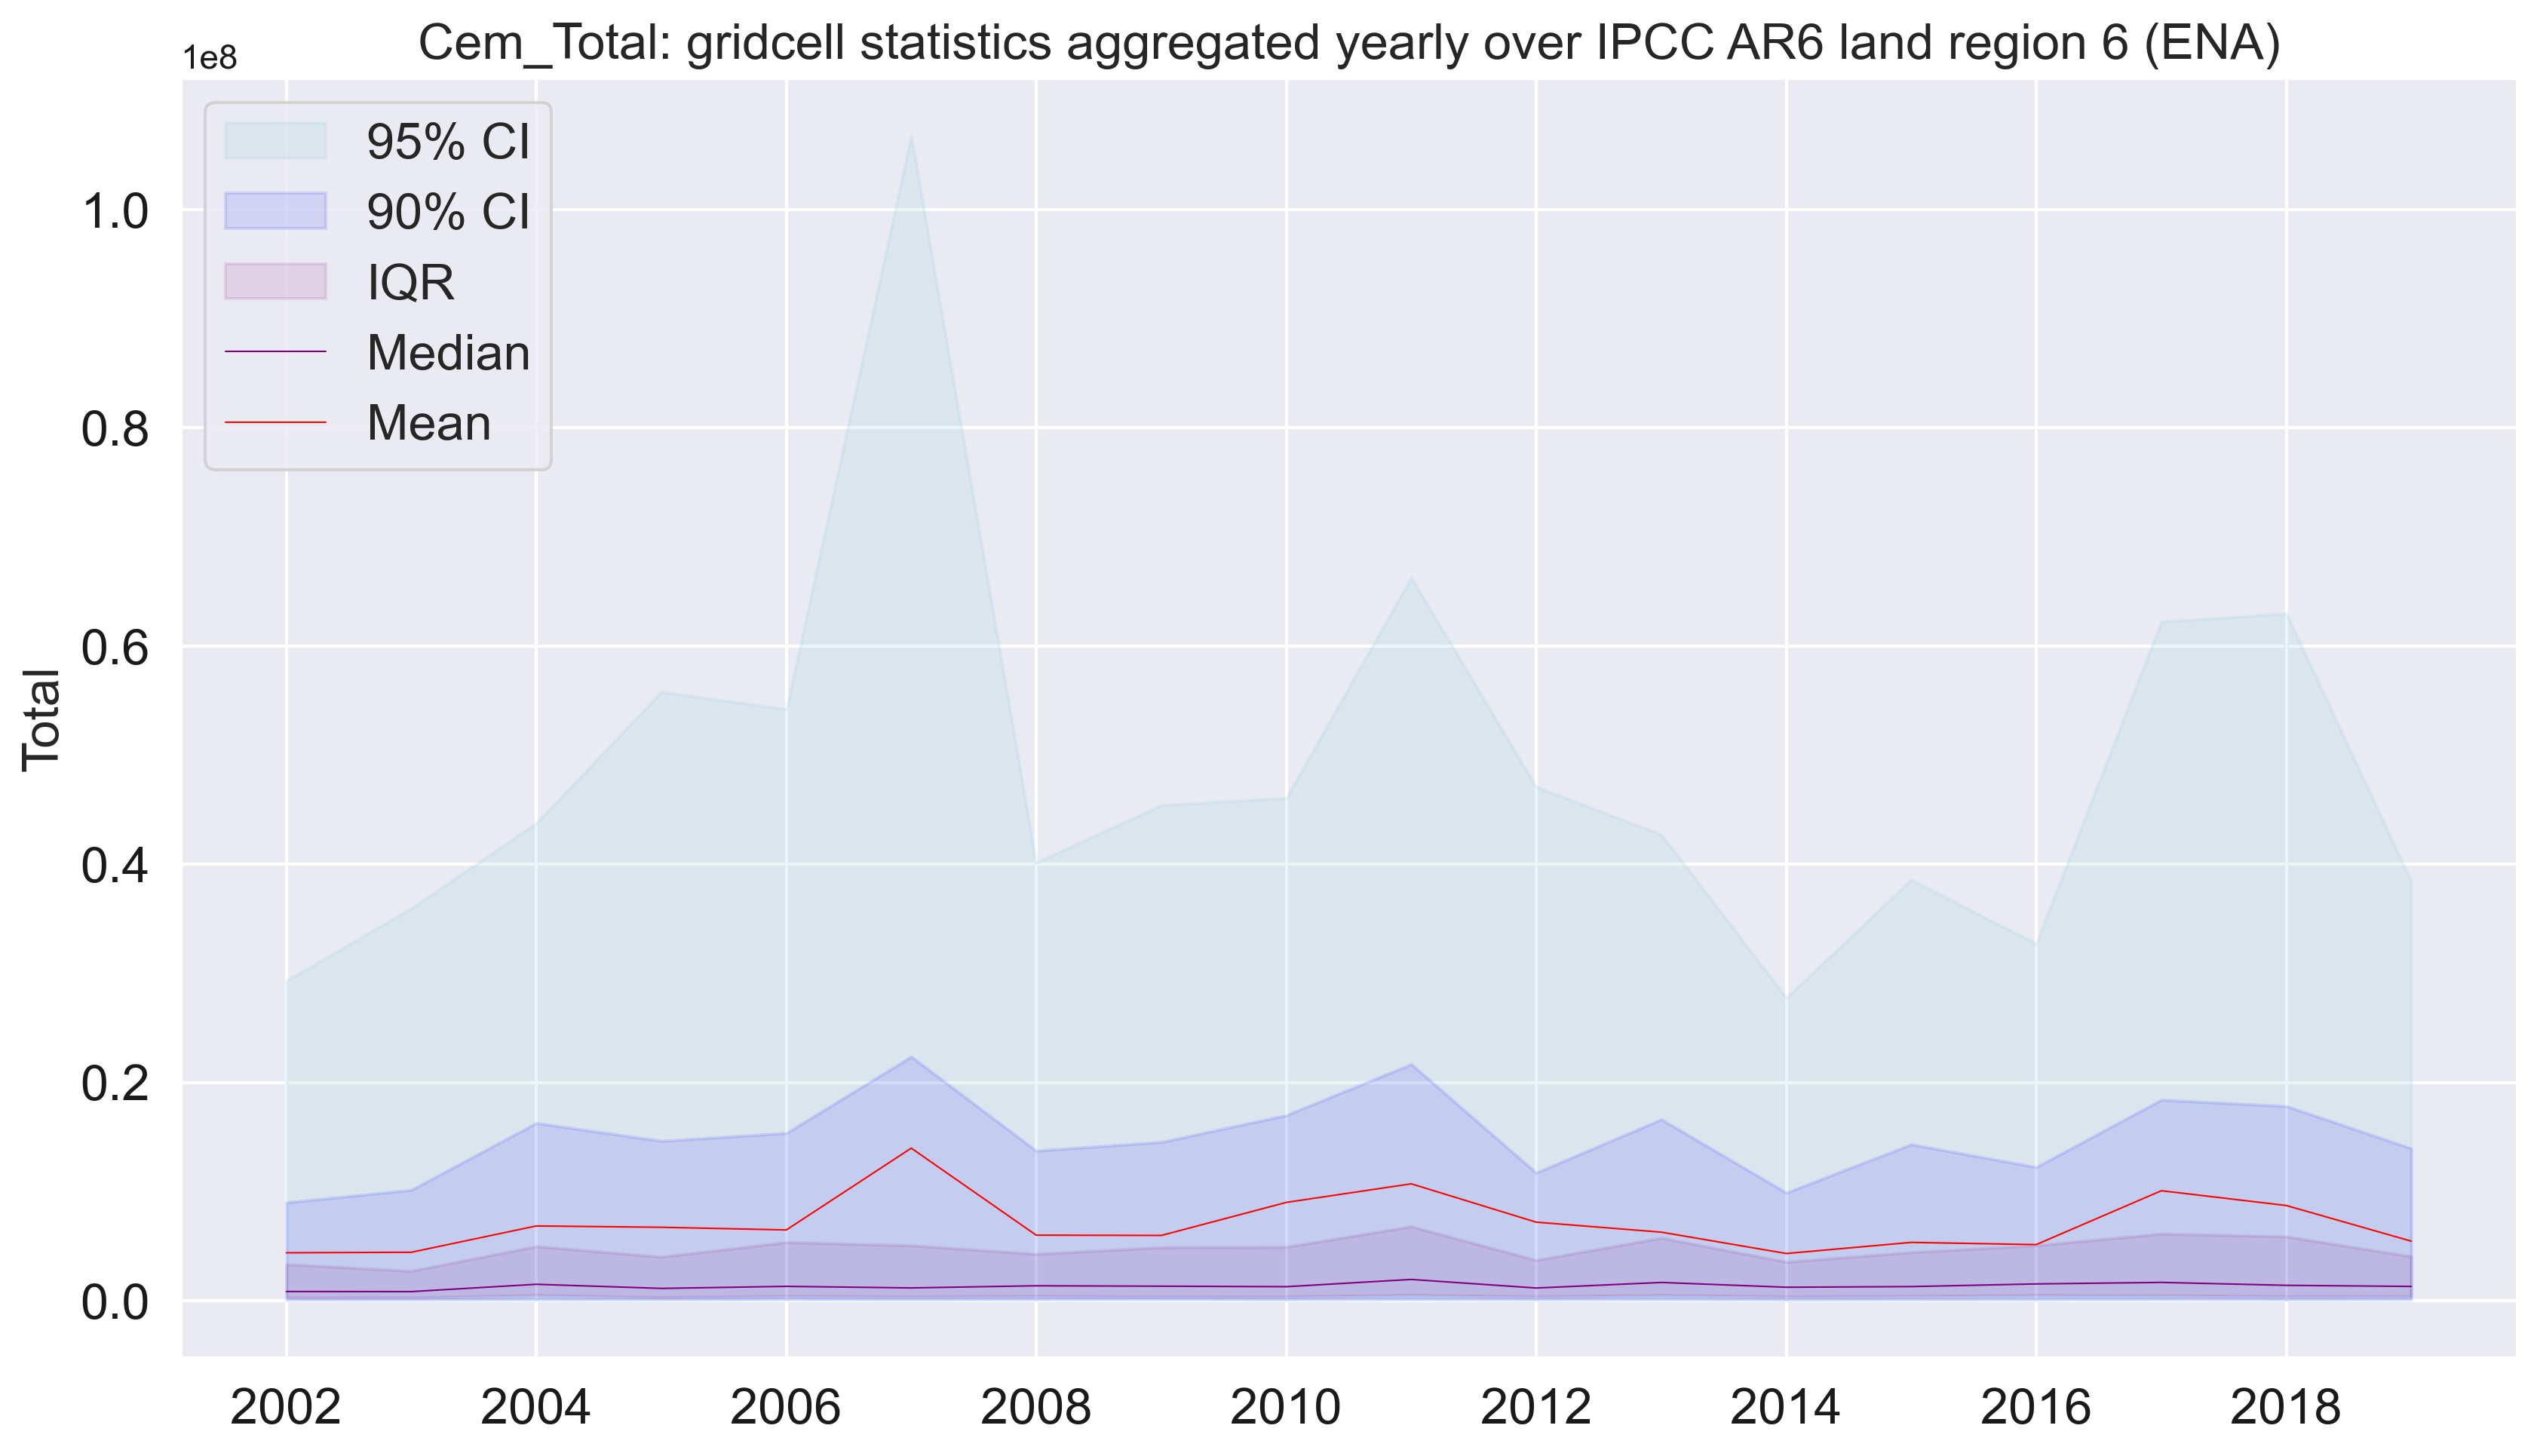 Cem_Total: gridcell statistics aggregated yearly over IPCC AR6 land region 6 (ENA)
1e8
95% CI
90% CI
IQR
Median
Mean
1.0
0.8
0.6
0.4
0.2
0.0
Total
2002 2004 2006 2008 2010 2012 2014 2016 2018